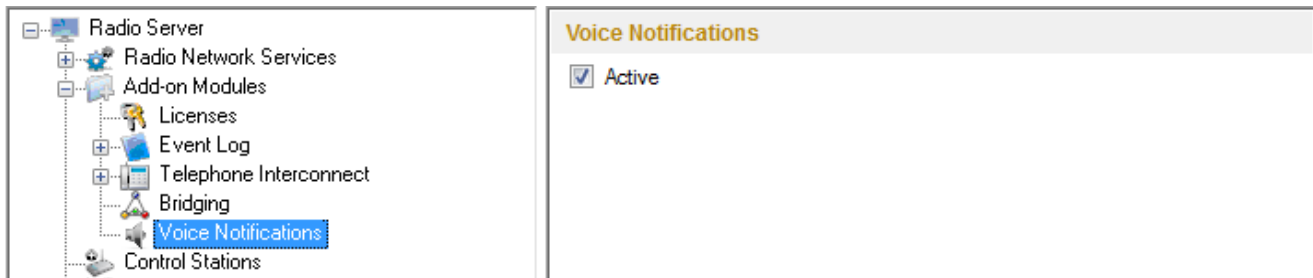 Radio Server
Radio Network Services
Add-on Modules
Licenses
Event Log
Telephone Interconnect
Bridging
Voice Notifications
Control Stations
Voice Notifications
Active